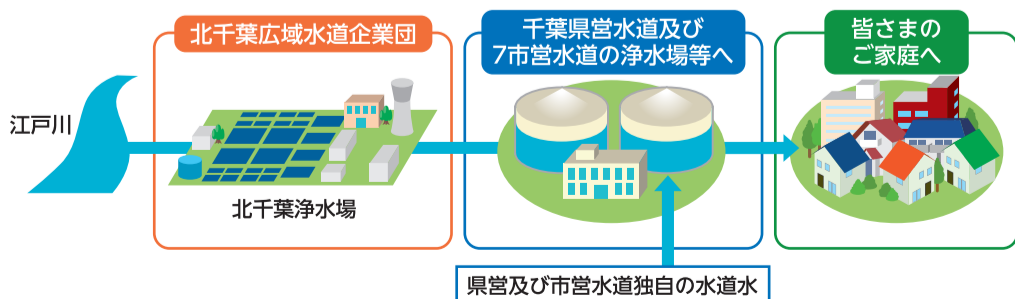 江戸川
北千葉広域水道企業団
北千葉浄水場
千葉県営水道及び
7市営水道の浄水場等へ
県営及び市営水道独自の水道水
皆さまの
ご家庭へ